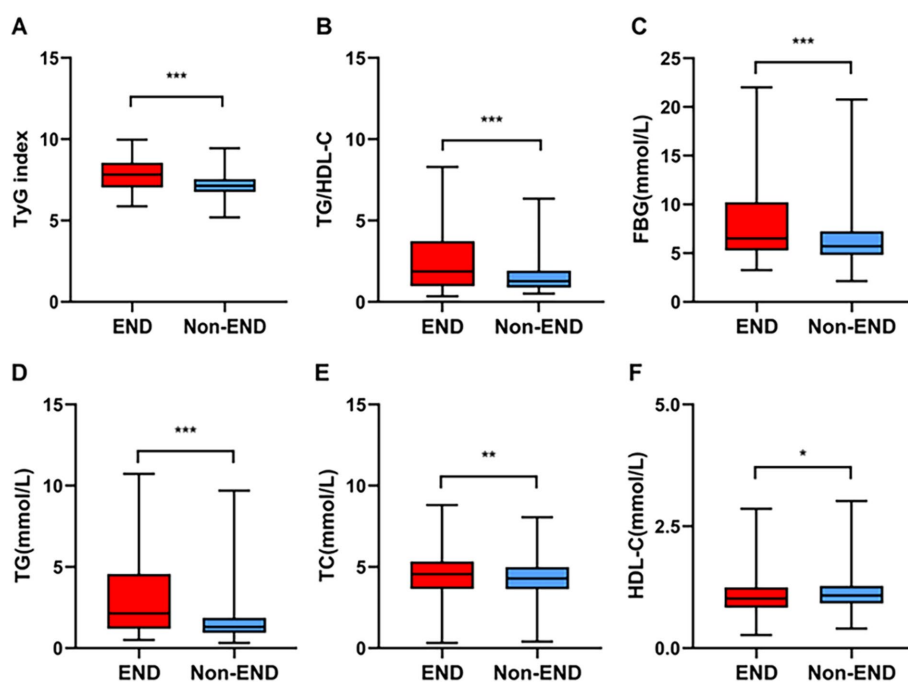 A
TyG index
15
10
5
0
***
END Non-END
B
TG/HDL-C
15
10
5
0
***
END Non-END
C
FBG(mmol/L)
25
20
15
10
5
0
***
END Non-END
D
TG(mmol/L)
15
10
5
0
***
END Non-END
E
TC(mmol/L)
15
10
5
0
**
END Non-END
F
HDL-C(mmol/L)
5.0
2.5
0.0
*
END Non-END